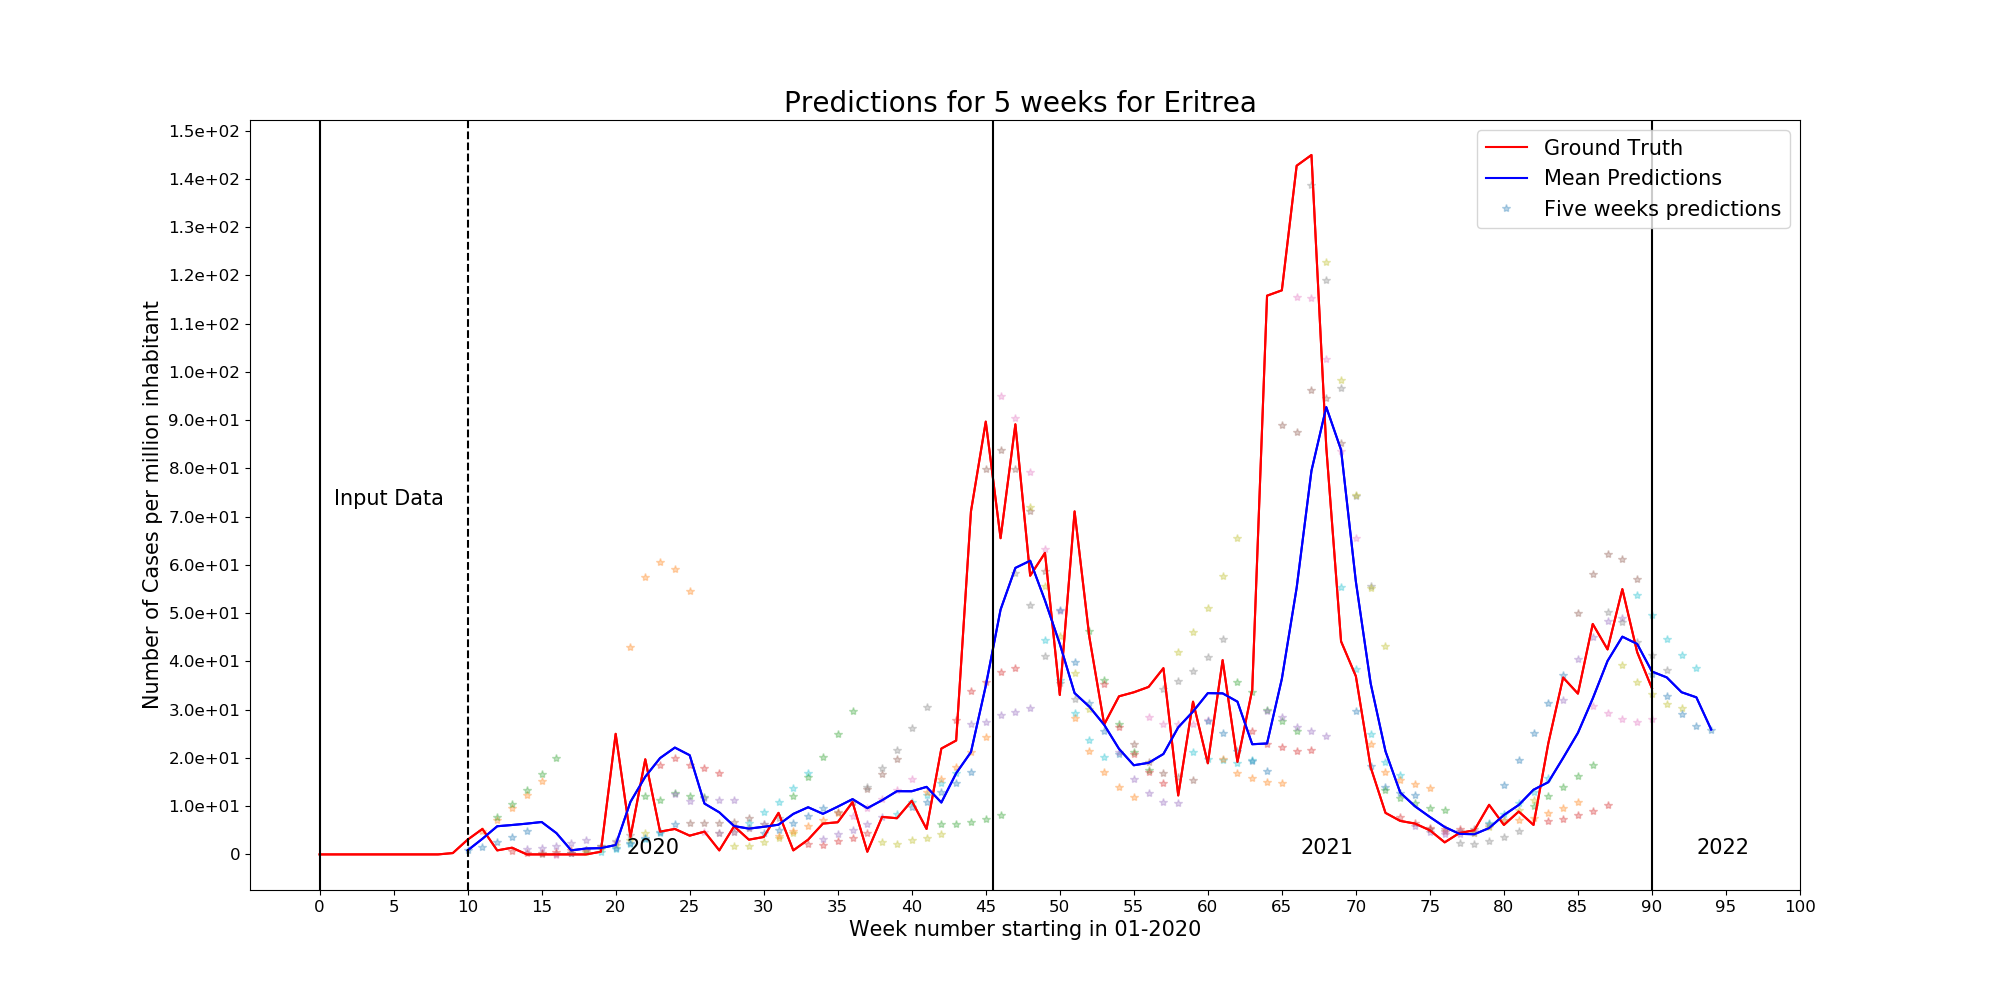 Predictions for 5 weeks for Eritrea
1.5e+02
1.4e+02
1.3e+02
1.2e+02
1.1e+02
1.0e+02
9.0e+01
8.0e+01
7.0e+01
6.0e+01
5.0e+01
4.0e+01
3.0e+01
2.0e+01
1.0e+01
0
Number of Cases per million inhabitant
Ground Truth
Mean Predictions
Five weeks predictions
Input Data
2020 2021 2022
0 5 10 15 20 25 30 35 40 45 50 55 60 65 70 75 80 85 90 95 100
Week number starting in 01-2020